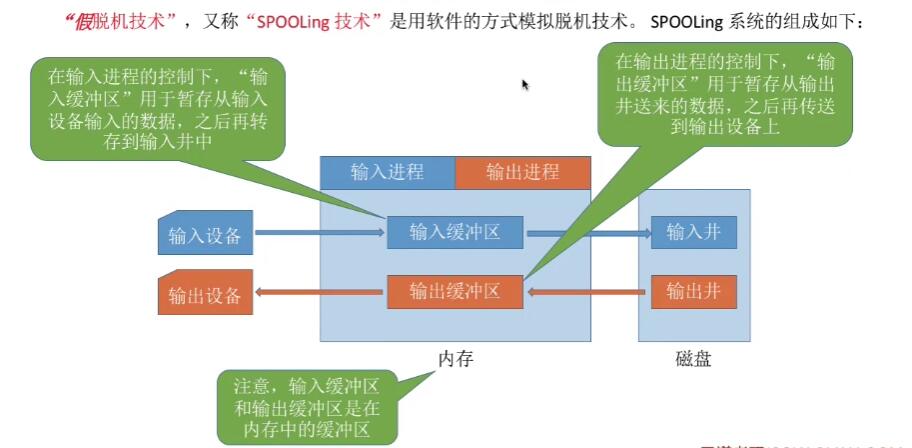 “假脱机技术”，又称“SPOOLing 技术”是用软件的方式模拟脱机技术。 SPOOLing 系统的组成如下：
在输入进程的控制下，“输
入缓冲区”用于暂存从输入
设备输入的数据，之后再转
存到输入井中
在输出进程的控制下，“输
出缓冲区”用于暂存从输出
井送来的数据，之后再传送
到输出设备上
输入进程
输出进程
输入设备
输入缓冲区
输入井
输出设备
输出缓冲区
输出井
内存
磁盘
注意，输入缓冲区
和输出缓冲区是在
内存中的缓冲区